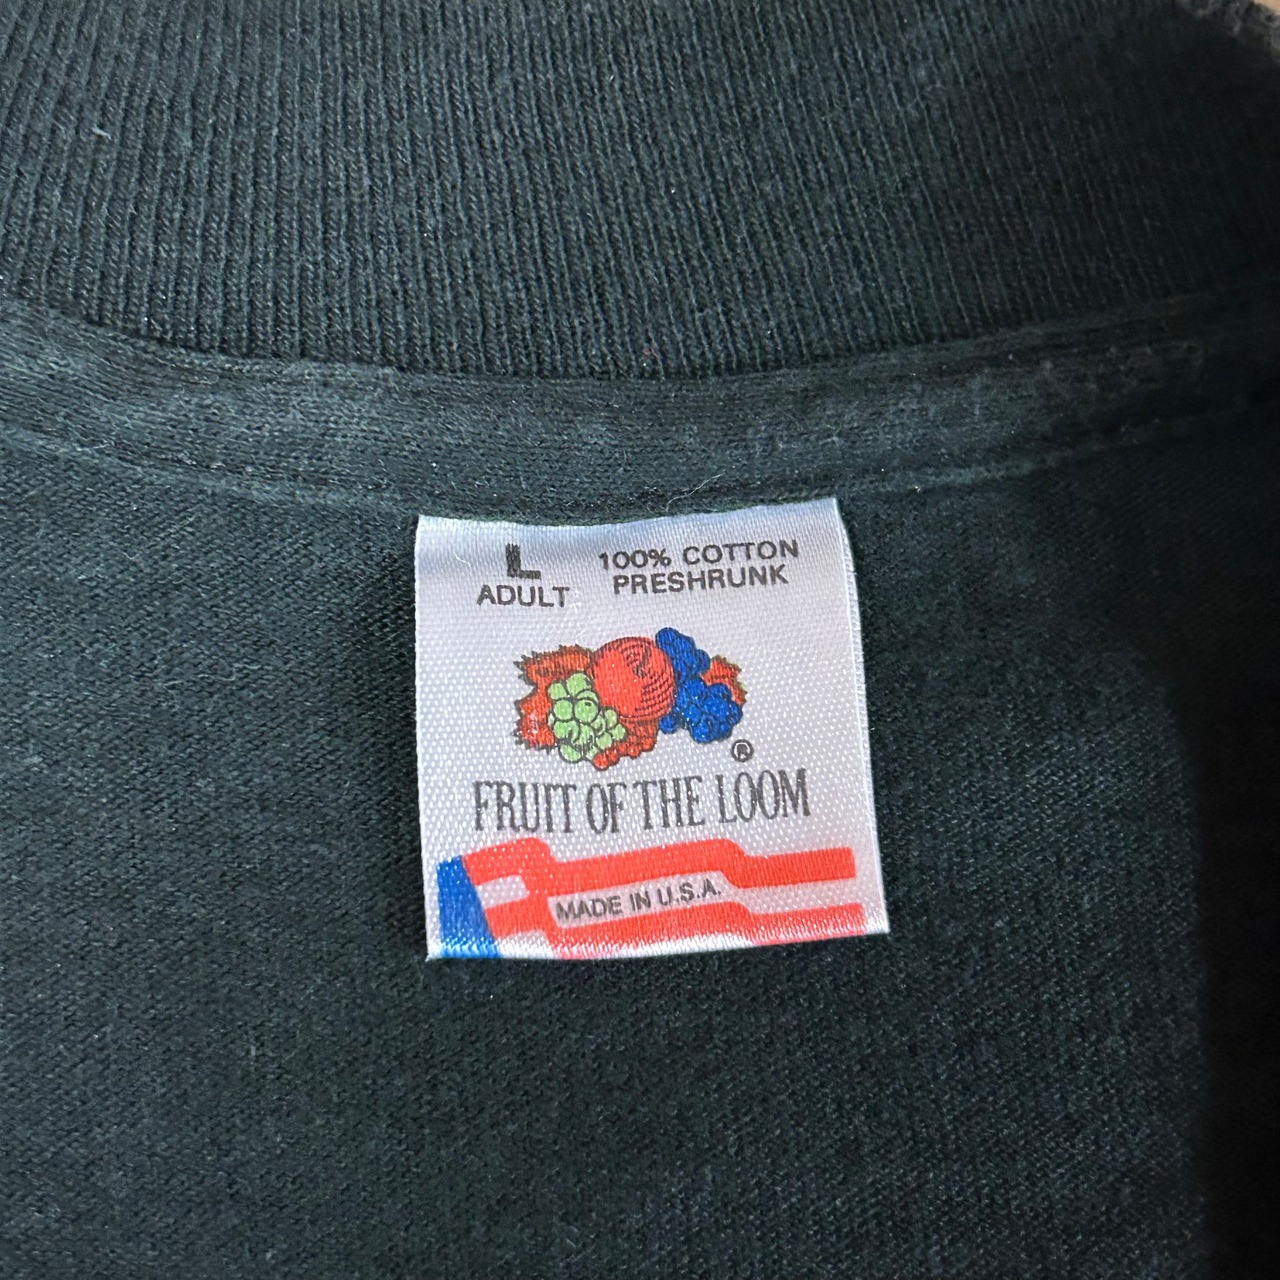 L
ADULT
100% COTTON
PRESHRUNK
®
FRUIT OF THE LOOM
MADE IN U.S.A.